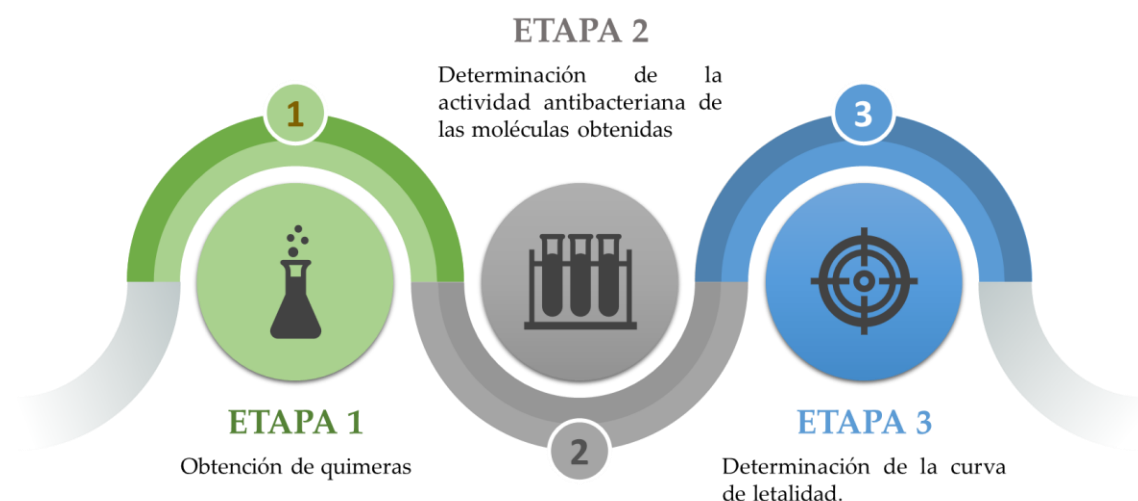 ETAPA 2
Determinación de la
actividad antibacteriana de
las moléculas obtenidas
1
3
ETAPA 1
Obtención de quimeras
2
ETAPA 3
Determinación de la curva
de letalidad.